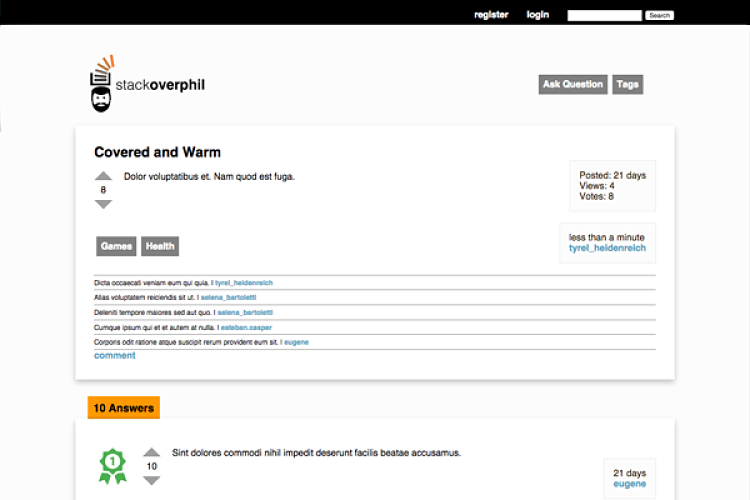 register login Search
stackoverphil
Ask Question Tags
Covered and Warm
8
Dolor voluptatibus et. Nam quod est fuga.
Posted: 21 days
Views: 4
Votes: 8
less than a minute
tyrel_heidenreich
Games Health
Dicta occaecati veniam eum qui quia. | tyrel_heidenreich
Alias voluptatem reiciendis sit ut. | selena_bartoletti
Deleniti tempore maiores sed aut quo. | selena_bartoletti
Cumque ipsum qui et et autem at nulla. | esteban.casper
Corporis odit ratione atque suscipit rerum provident eum sit. | eugene
comment
10 Answers
1
10
Sint dolores commodi nihil impedit deserunt facilis beatae accusamus.
21 days
eugene